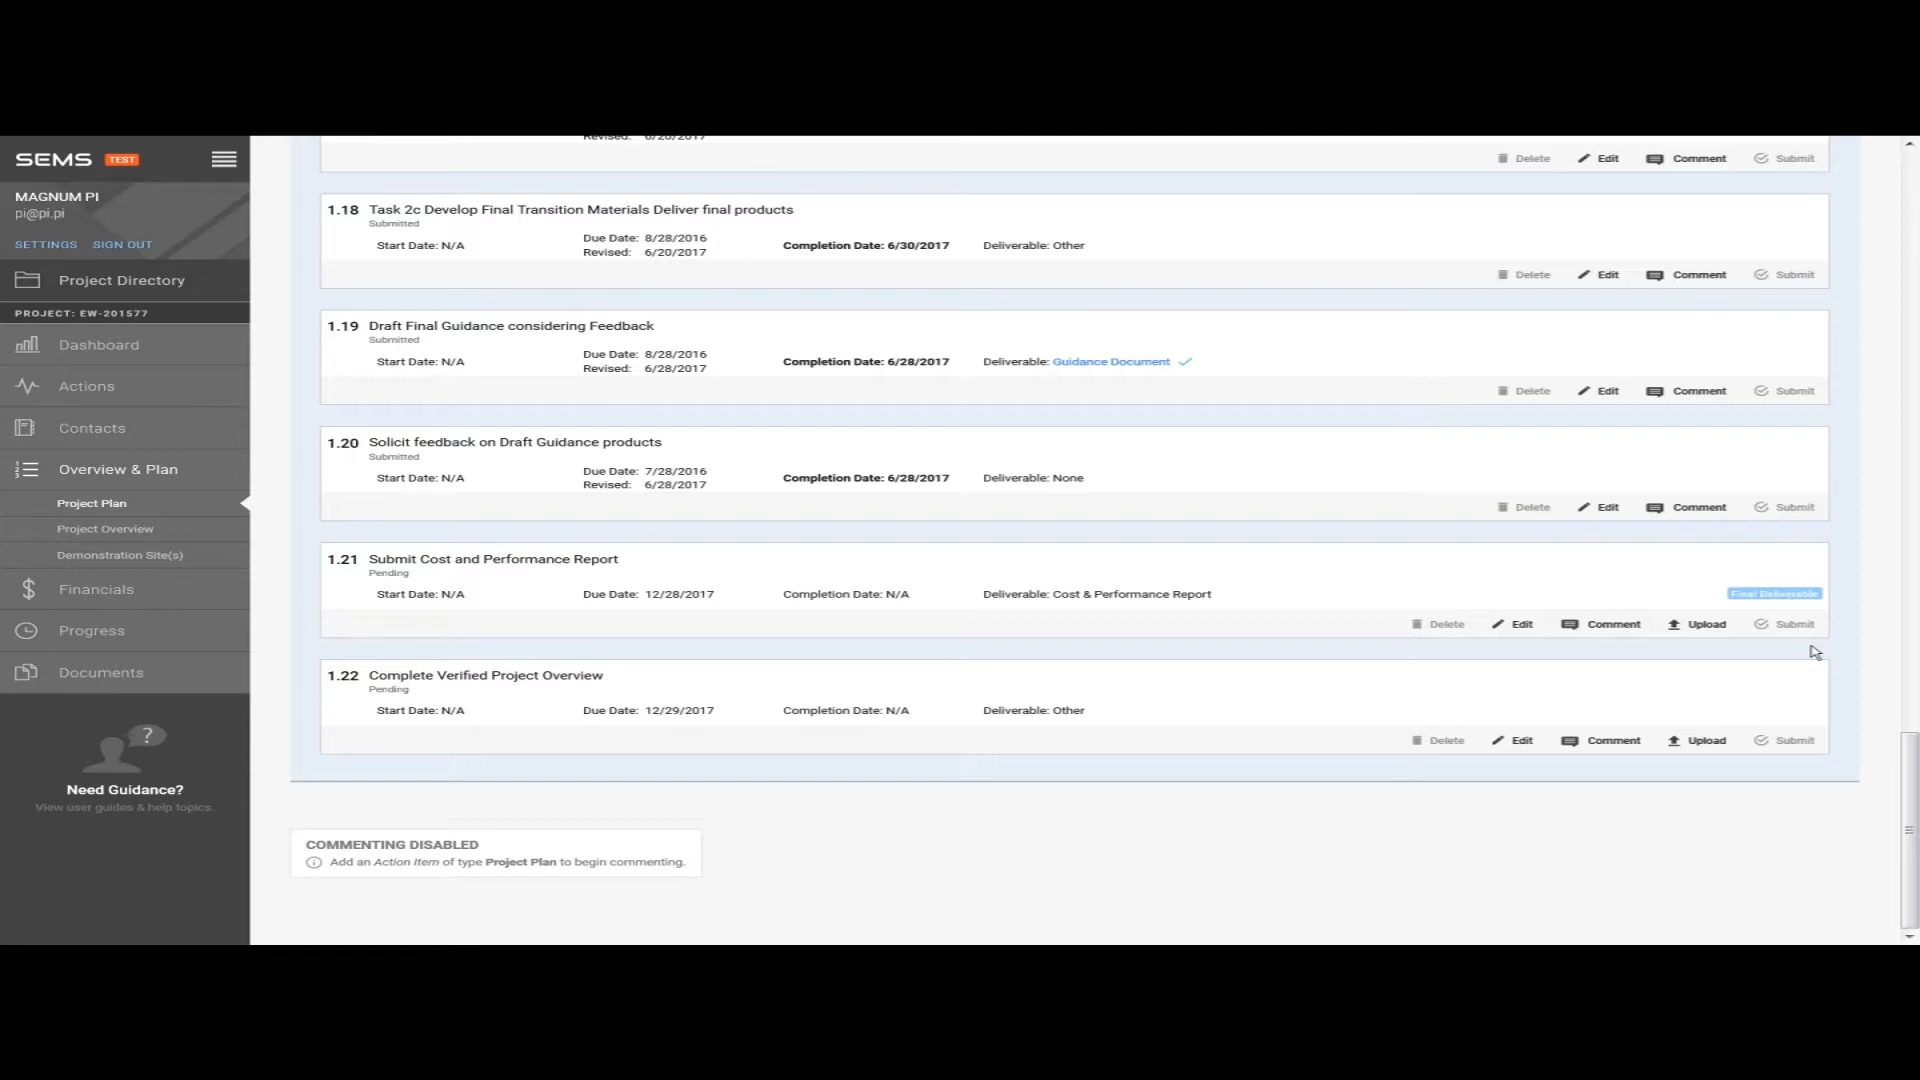 SEMS TEST
MAGNUM PI
pi@pi.pi
SETTINGS SIGN OUT
Project Directory
PROJECT: EW-201577
Dashboard
Actions
Contacts
Overview & Plan
Project Plan
Project Overview
Demonstration Site(s)
Financials
Progress
Documents
?
Need Guidance?
View user guides & help topics.
Revised: 6/20/2017
Delete Edit Comment Submit
1.18 Task 2c Develop Final Transition Materials Deliver final products
Submitted
Start Date: N/A Due Date: 8/28/2016 Completion Date: 6/30/2017 Deliverable: Other
Revised: 6/20/2017
Delete Edit Comment Submit
1.19 Draft Final Guidance considering Feedback
Submitted
Start Date: N/A Due Date: 8/28/2016 Completion Date: 6/28/2017 Deliverable: Guidance Document
Revised: 6/28/2017
Delete Edit Comment Submit
1.20 Solicit feedback on Draft Guidance products
Submitted
Start Date: N/A Due Date: 7/28/2016 Completion Date: 6/28/2017 Deliverable: None
Revised: 6/28/2017
Delete Edit Comment Submit
1.21 Submit Cost and Performance Report
Pending
Start Date: N/A Due Date: 12/28/2017 Completion Date: N/A Deliverable: Cost & Performance Report Final Deliverable
Delete Edit Comment Upload Submit
1.22 Complete Verified Project Overview
Pending
Start Date: N/A Due Date: 12/29/2017 Completion Date: N/A Deliverable: Other
Delete Edit Comment Upload Submit
COMMENTING DISABLED
Add an Action Item of type Project Plan to begin commenting.